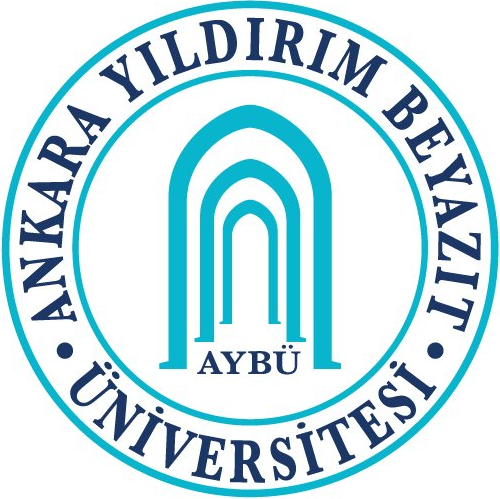 ANKARA YILDIRIM BEYAZIT
• ÜNİVERSİTESİ •
AYBÜ